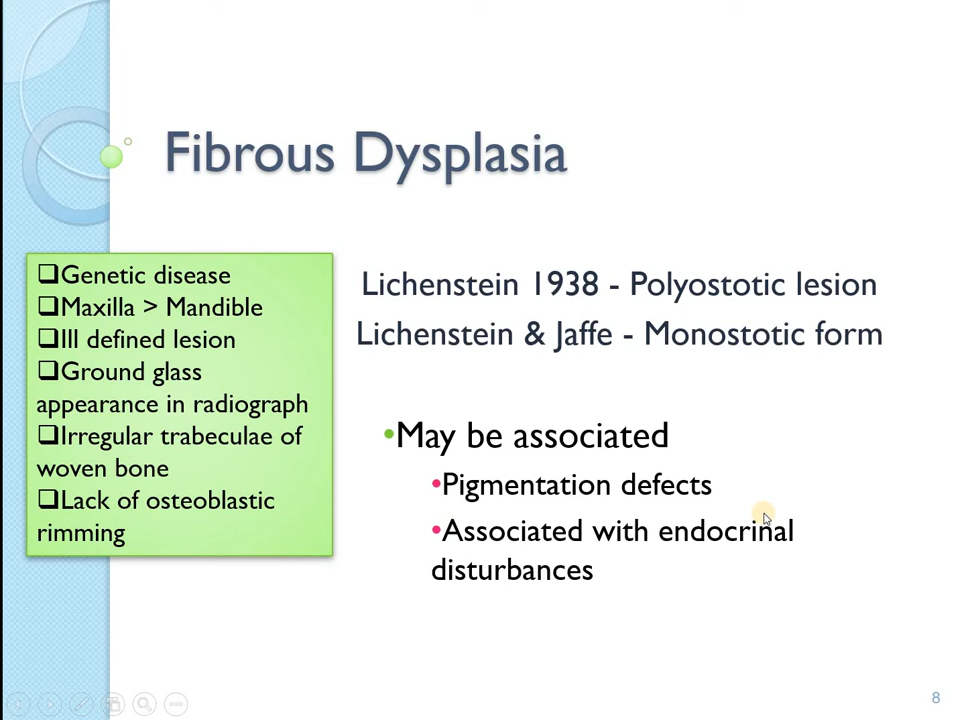 Fibrous Dysplasia
❑Genetic disease
❑Maxilla > Mandible
❑Ill defined lesion
❑Ground glass
appearance in radiograph
❑Irregular trabeculae of
woven bone
❑Lack of osteoblastic
rimming
Lichenstein 1938 - Polyostotic lesion
Lichenstein & Jaffe - Monostotic form
•May be associated
•Pigmentation defects
•Associated with endocrinal
disturbances
8